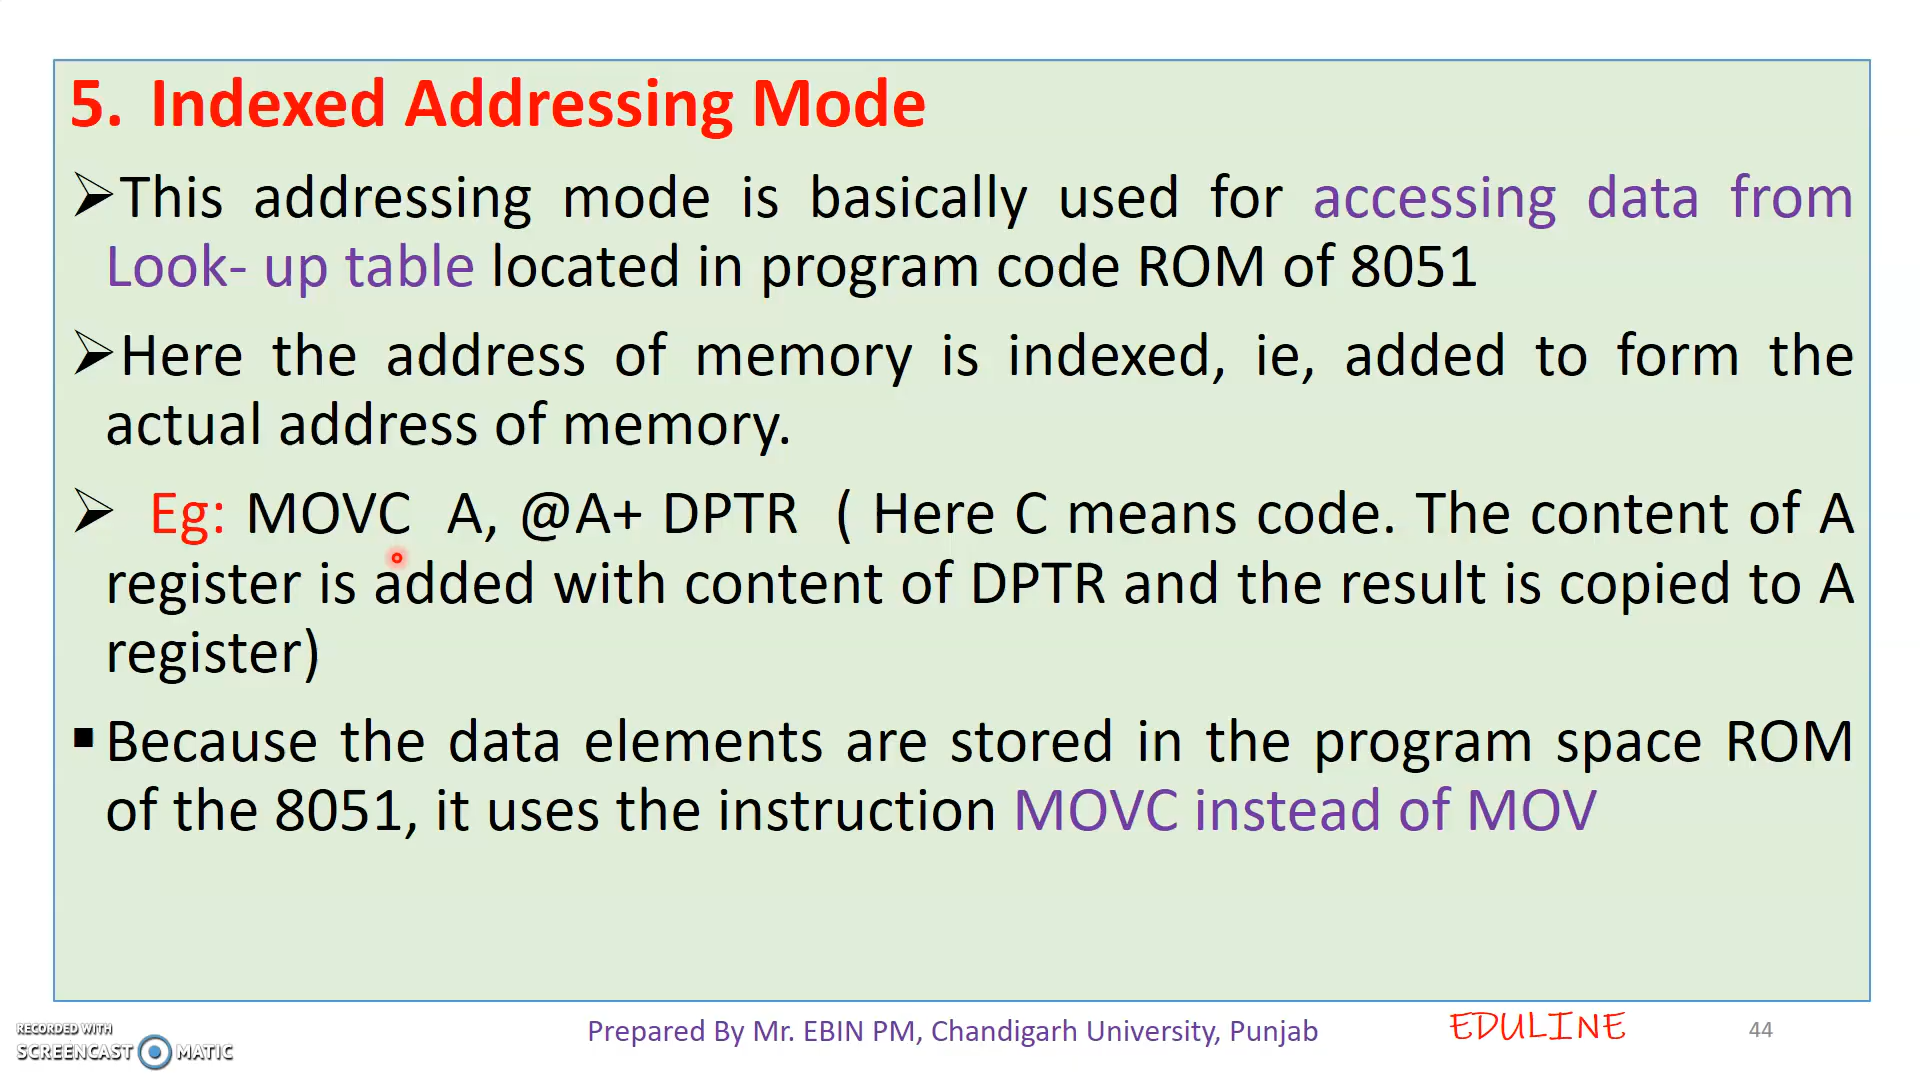 5. Indexed Addressing Mode
➢This addressing mode is basically used for accessing data from
Look- up table located in program code ROM of 8051
➢Here the address of memory is indexed, ie, added to form the
actual address of memory.
➢ Eg: MOVC A, @A+ DPTR ( Here C means code. The content of A
register is added with content of DPTR and the result is copied to A
register)
▪Because the data elements are stored in the program space ROM
of the 8051, it uses the instruction MOVC instead of MOV
Prepared By Mr. EBIN PM, Chandigarh University, Punjab
EDULINE
44
RECORDED WITH
SCREENCAST MATIC